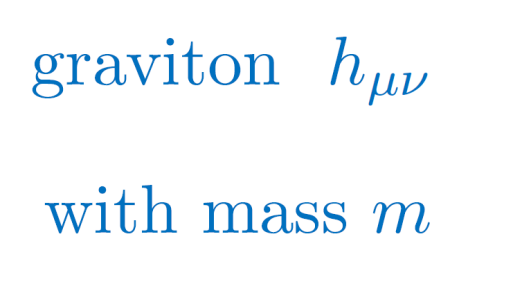 graviton h_{μν}
with mass m